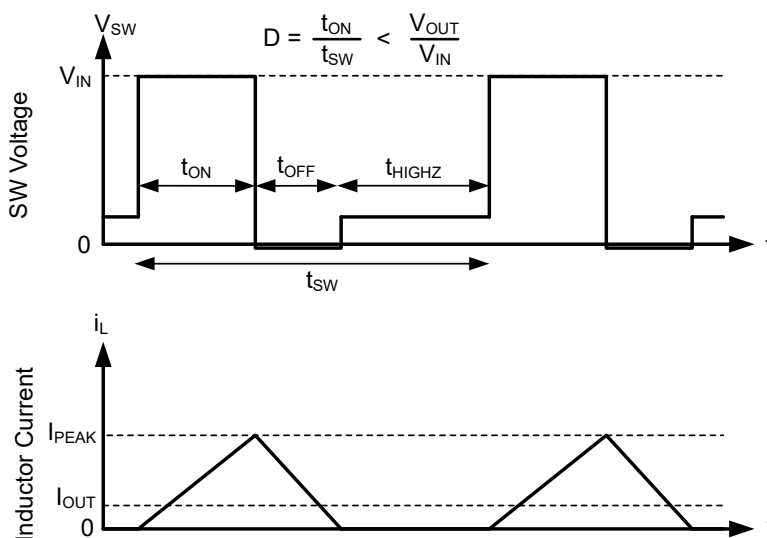 V_SW
D = t_ON / t_SW < V_OUT / V_IN
V_IN
SW Voltage
t_ON
t_OFF
t_HIGHZ
0
t_SW
i_L
Inductor Current
I_PEAK
I_OUT
0